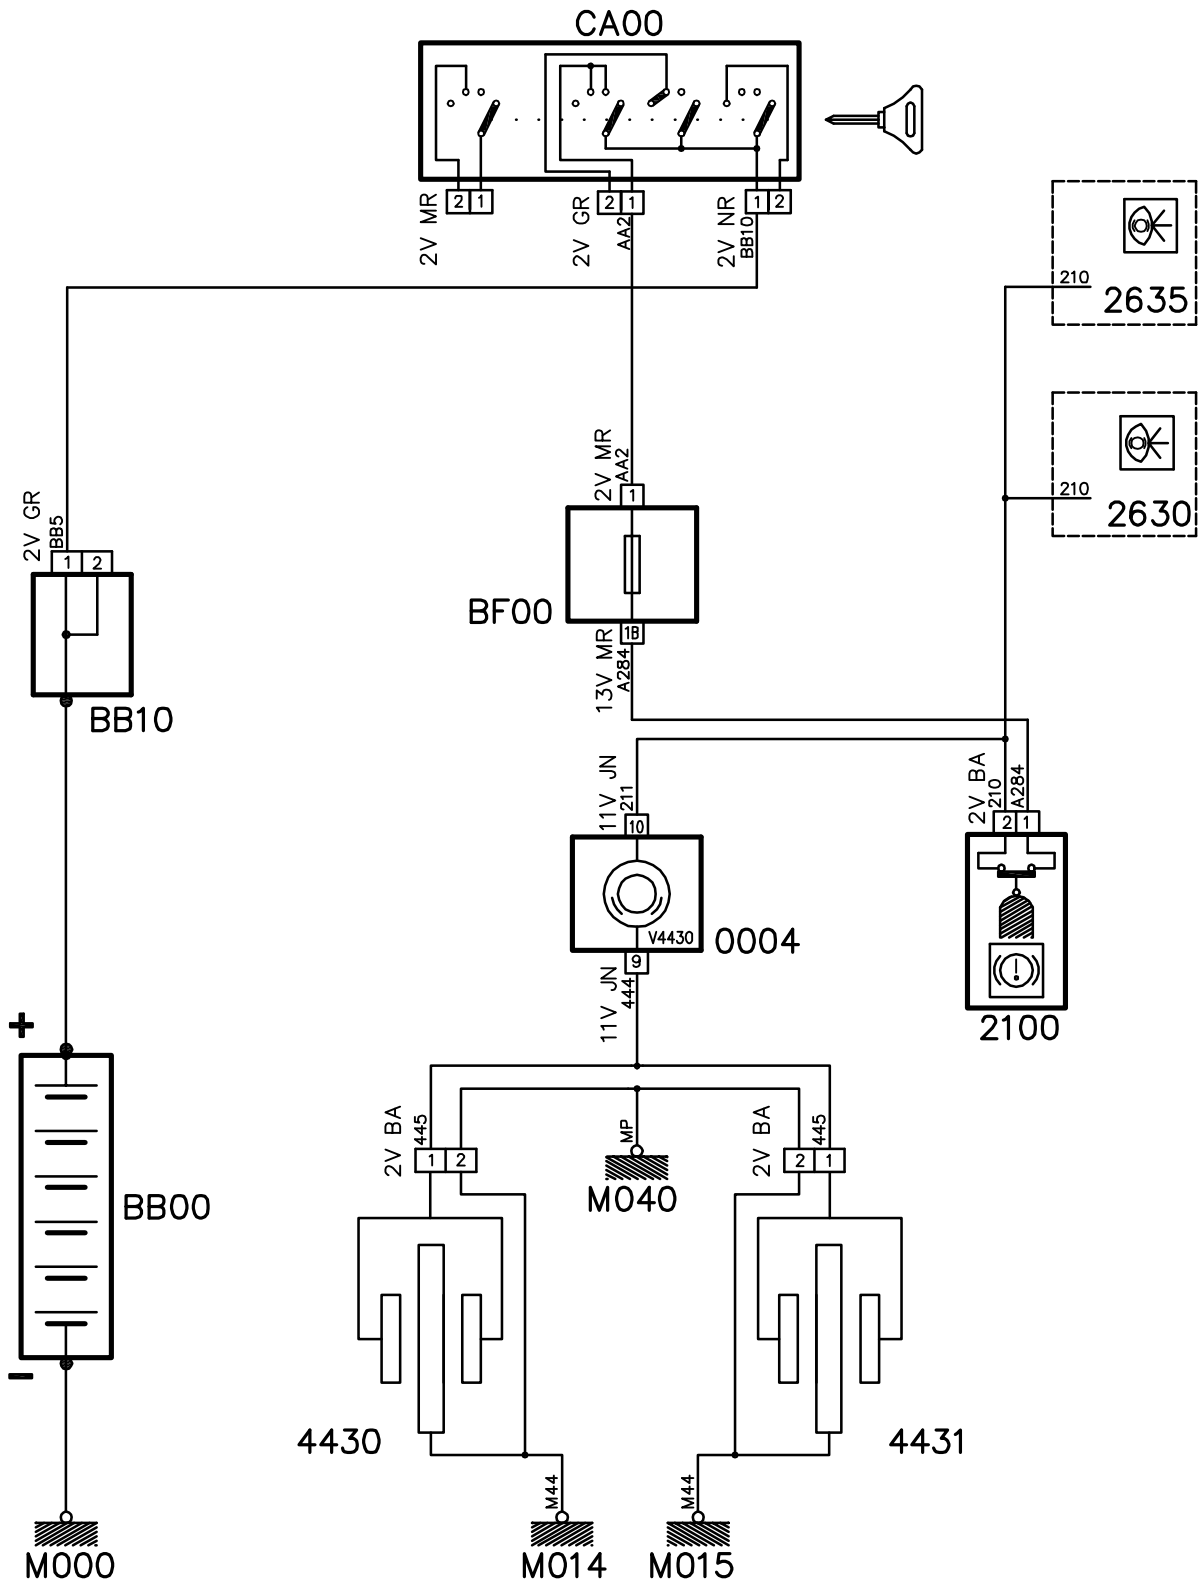 CA00
2 1
2 1
1 2
2V MR
2V GR
AA2
2V NR
BB10
210
2635
210
2630
2V MR
AA2
1
BF00
1B
13V MR
A284
2V GR
BB5
1 2
BB10
11V JN
211
10
V4430
0004
9
11V JN
444
2V BA
210
A284
2 1
!
2100
+
BB00
-
M000
2V BA
445
1 2
MP
M040
2V BA
445
2 1
4430
4431
M44
M014
M44
M015